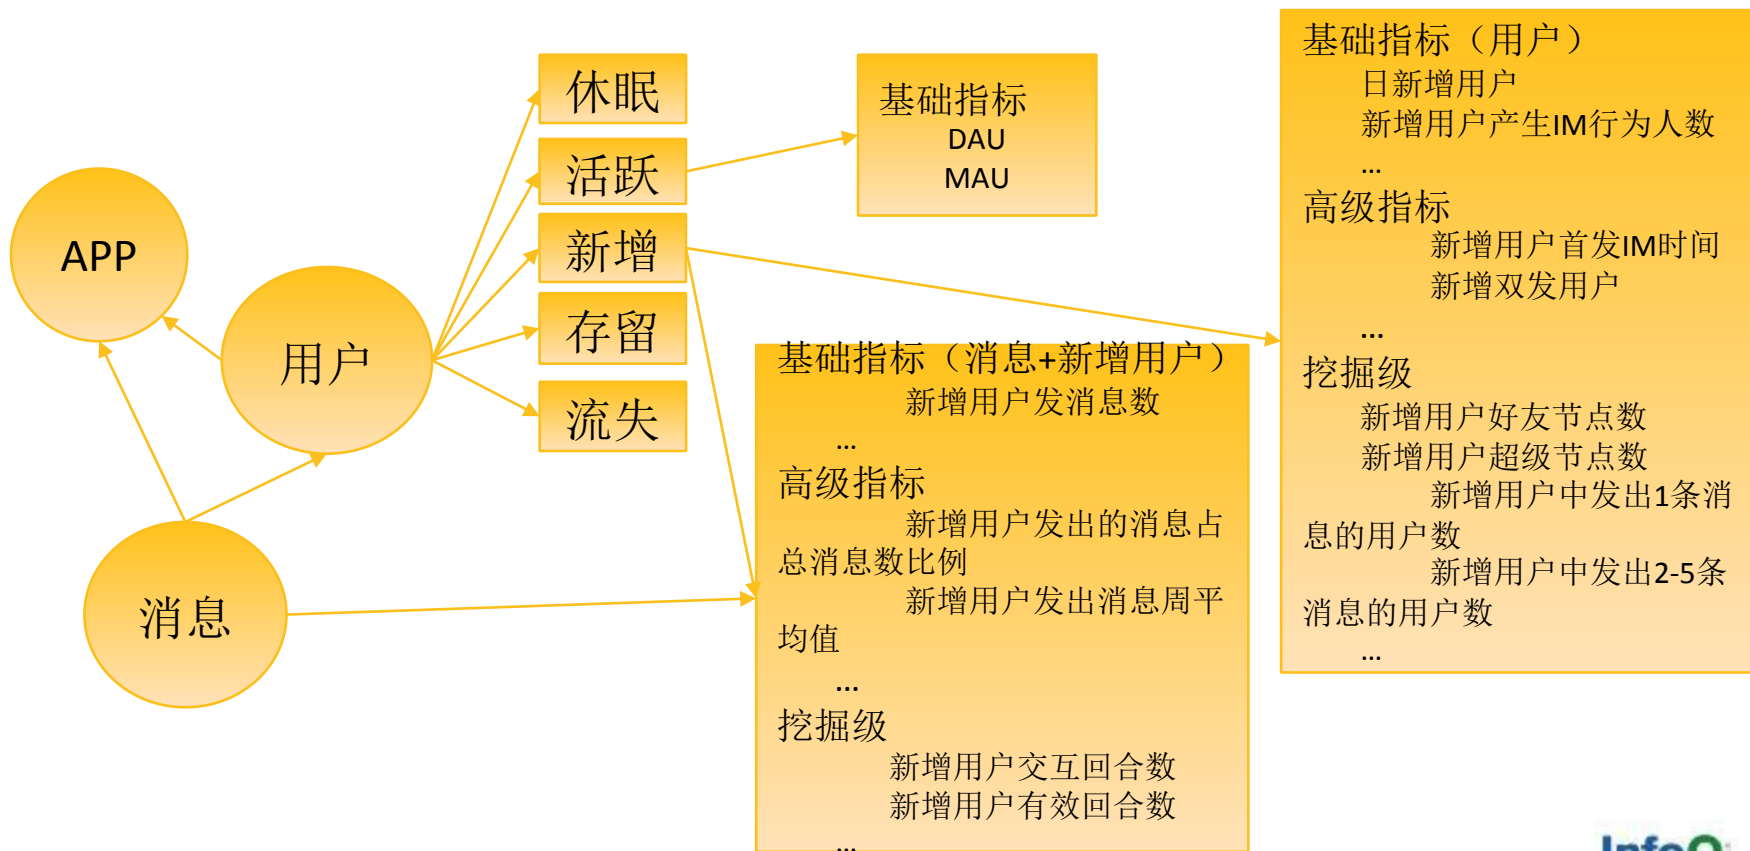 APP
用户
消息
休眠
活跃
新增
存留
流失
基础指标
DAU
MAU
基础指标（消息+新增用户）
新增用户发消息数
...
高级指标
新增用户发出的消息占
总消息数比例
新增用户发出消息周平
均值
...
挖掘级
新增用户交互回合数
新增用户有效回合数
...
基础指标（用户）
日新增用户
新增用户产生IM行为人数
...
高级指标
新增用户首发IM时间
新增双发用户
...
挖掘级
新增用户好友节点数
新增用户超级节点数
新增用户中发出1条消
息的用户数
新增用户中发出2-5条
消息的用户数
...
InfoQ